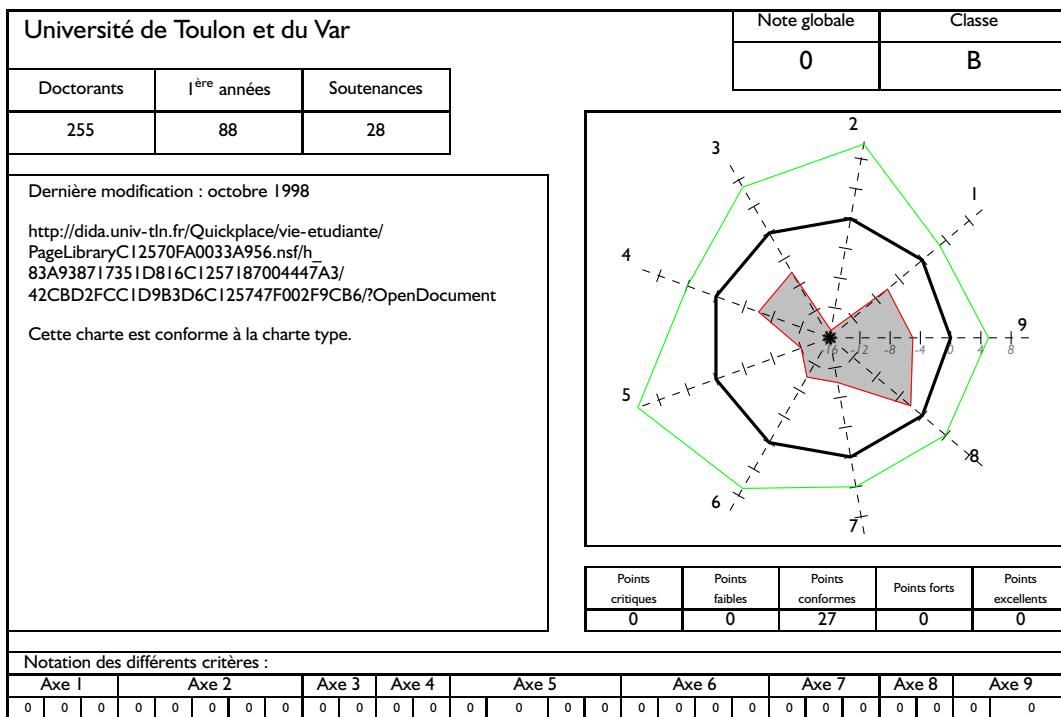 Université de Toulon et du Var
Note globale Classe
0 B
Doctorants 1ère années Soutenances
255 88 28
Dernière modification : octobre 1998
http://dida.univ-tln.fr/Quickplace/vie-etudiante/
PageLibraryC12570FA0033A956.nsf/h_
83A938717351D816C1257187004447A3/
42CBD2FCC1D9B3D6C125747F002F9CB6/?OpenDocument
Cette charte est conforme à la charte type.
2
3
1
4
9
-16 -12 -8 -4 0 4 8
5
8
6
7
Points critiques Points faibles Points conformes Points forts Points excellents
0 0 27 0 0
Notation des différents critères :
Axe 1 Axe 2 Axe 3 Axe 4 Axe 5 Axe 6 Axe 7 Axe 8 Axe 9
0 0 0 0 0 0 0 0 0 0 0 0 0 0 0 0 0 0 0 0 0 0 0 0 0 0 0